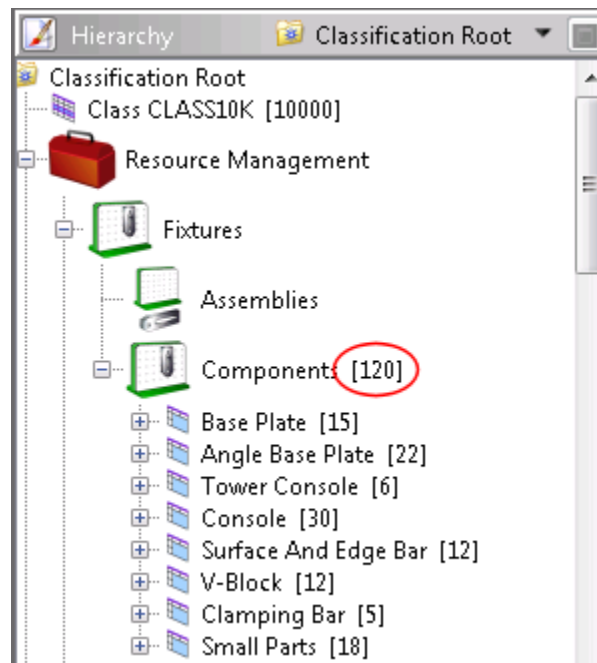 Hierarchy Classification Root
Classification Root
Class CLASS10K [10000]
Resource Management
Fixtures
Assemblies
Components [120]
Base Plate [15]
Angle Base Plate [22]
Tower Console [6]
Console [30]
Surface And Edge Bar [12]
V-Block [12]
Clamping Bar [5]
Small Parts [18]